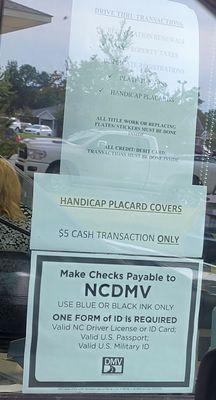 DRIVE THRU TRANSACTIONS
REGISTRATION RENEWALS
PROPERTY TAXES
REGISTRATIONS
PLATE
✓ HANDICAP PLACARDS
ALL TITLE WORK OR REPLACING
PLATES/STICKERS MUST BE DONE
INSIDE
ALL CREDIT/DEBIT CARD
TRANSACTIONS MUST BE DONE INSIDE
HANDICAP PLACARD COVERS
$5 CASH TRANSACTION ONLY
Make Checks Payable to
NCDMV
USE BLUE OR BLACK INK ONLY
ONE FORM of ID is REQUIRED
Valid NC Driver License or ID Card;
Valid U.S. Passport;
Valid U.S. Military ID
DMV